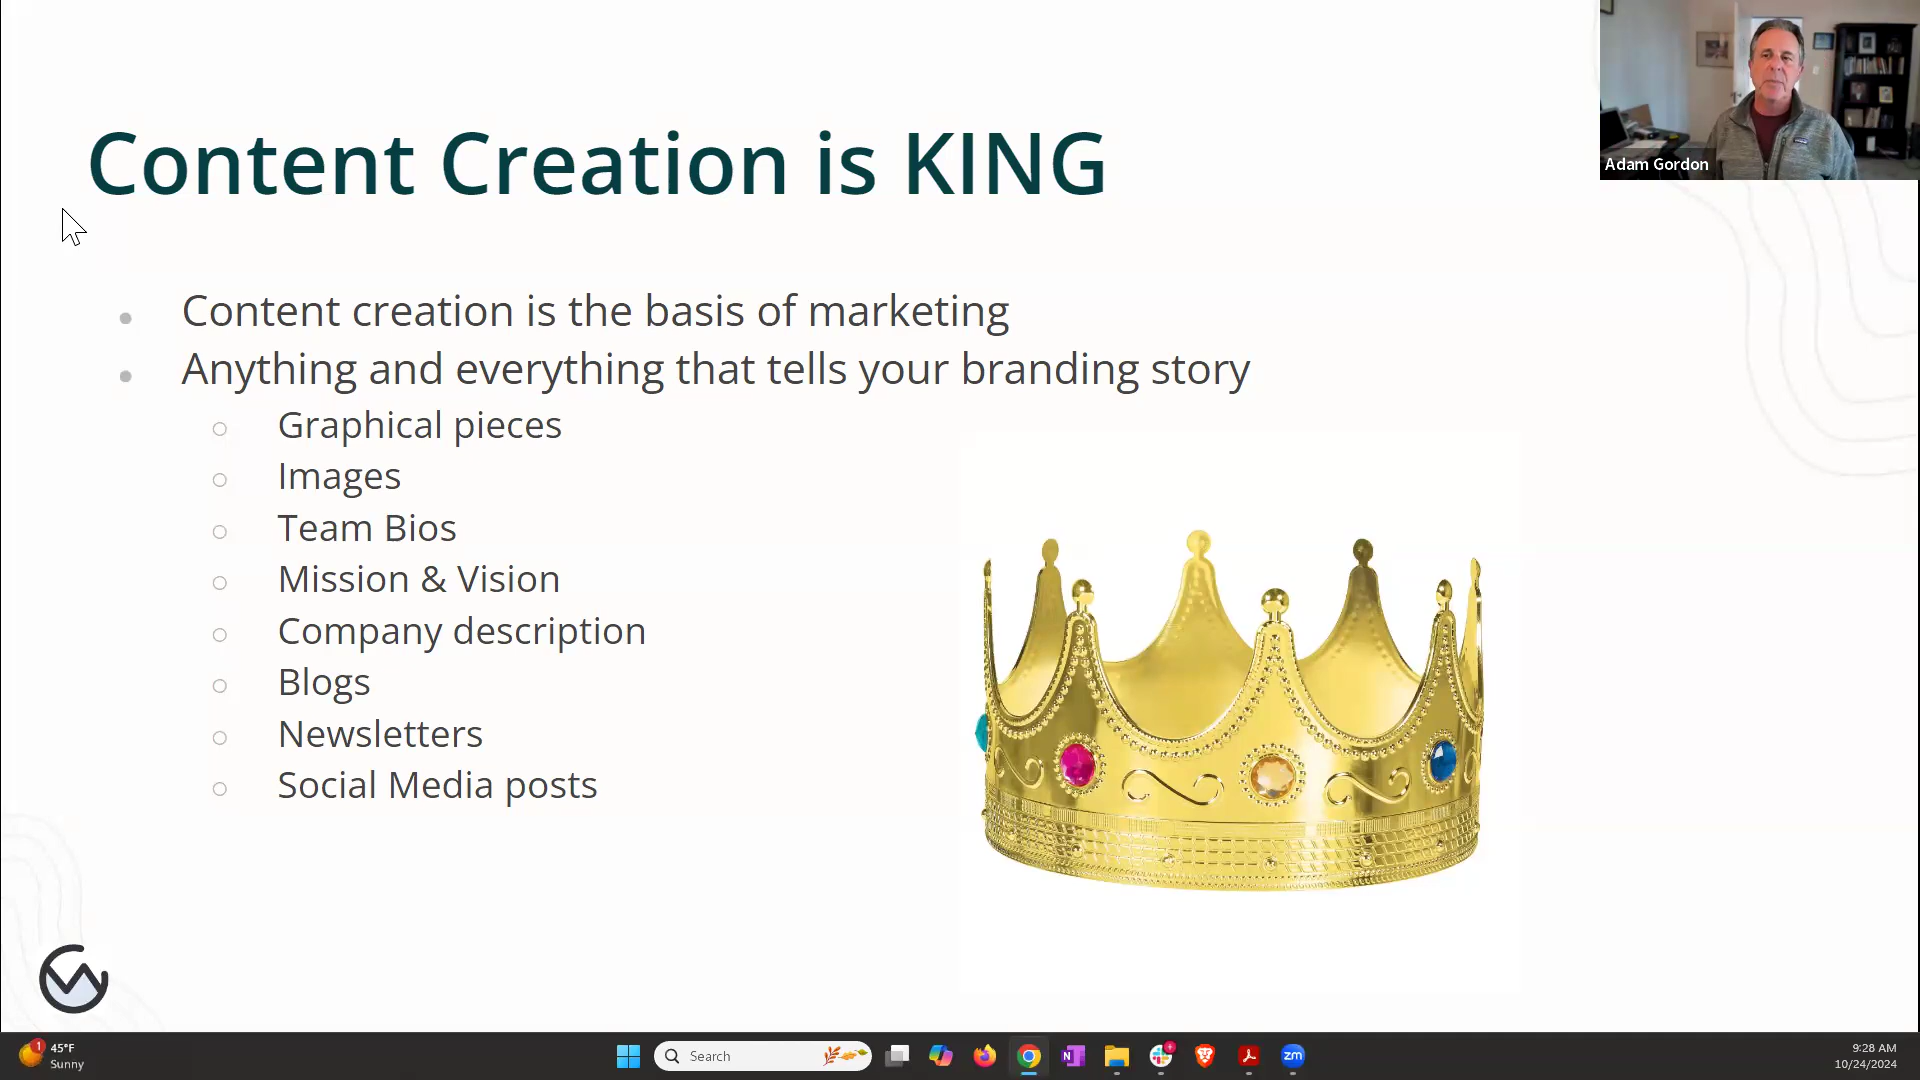 Content Creation is KING
Adam Gordon
Content creation is the basis of marketing
Anything and everything that tells your branding story
Graphical pieces
Images
Team Bios
Mission & Vision
Company description
Blogs
Newsletters
Social Media posts
1
45°F
Sunny
Search
N
zm
9:28 AM
10/24/2024